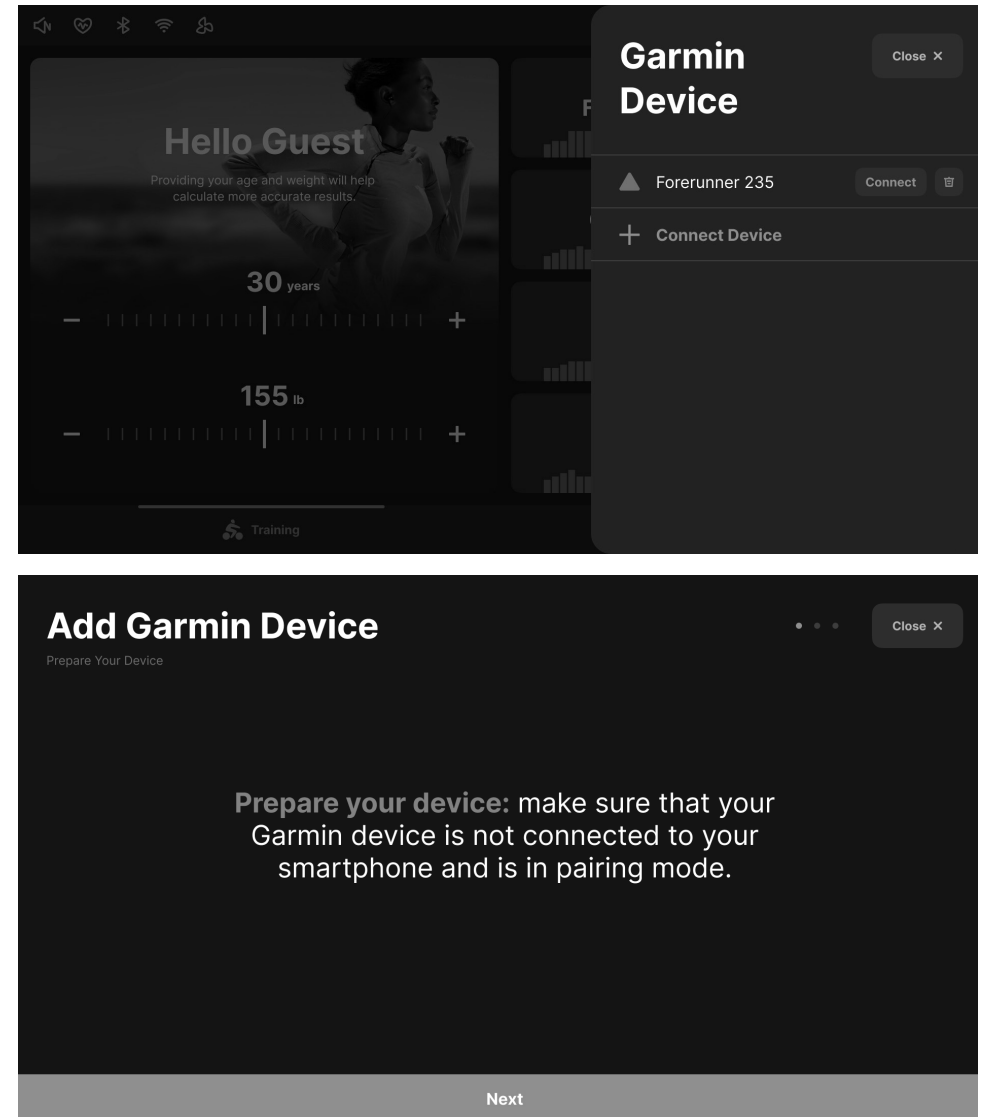 Hello Guest
Providing your age and weight will help
calculate more accurate results.
30 years
155 lb
Training
F
Garmin
Device
Close ×
Forerunner 235
Connect
Connect Device
Add Garmin Device
Prepare Your Device
Close ×
Prepare your device: make sure that your
Garmin device is not connected to your
smartphone and is in pairing mode.
Next